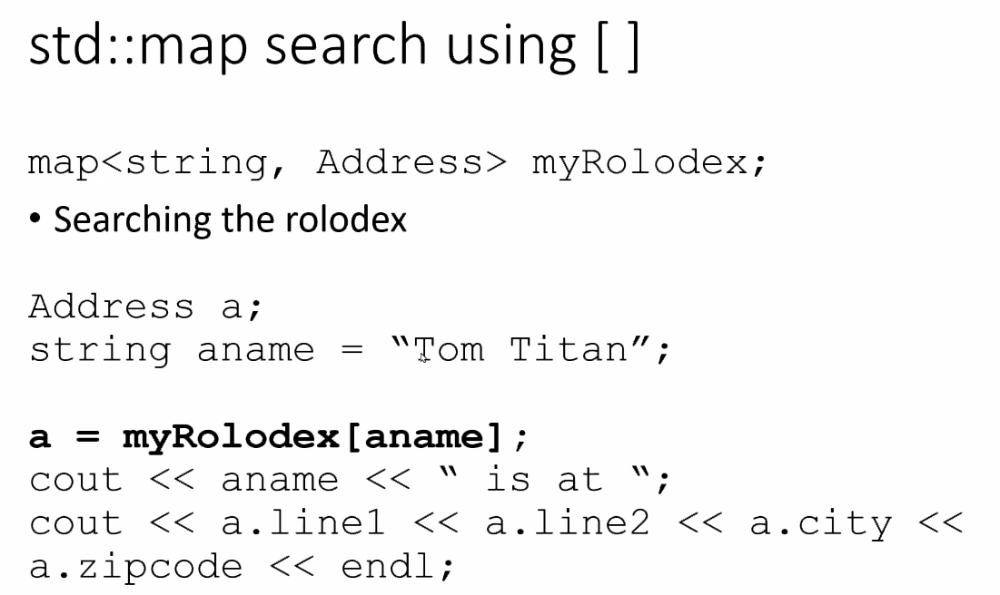 std::map search using [ ]
map<string, Address> myRolodex;
• Searching the rolodex
Address a;
string aname = “Tom Titan”;
a = myRolodex[aname];
cout << aname << “ is at “;
cout << a.line1 << a.line2 << a.city <<
a.zipcode << endl;